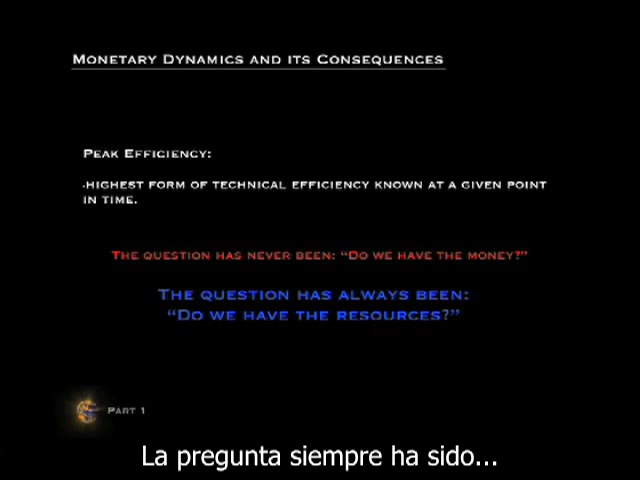 Monetary Dynamics and its Consequences
Peak Efficiency:
-highest form of technical efficiency known at a given point
in time.
The question has never been: “Do we have the money?”
The question has always been:
“Do we have the resources?”
Part 1
La pregunta siempre ha sido...